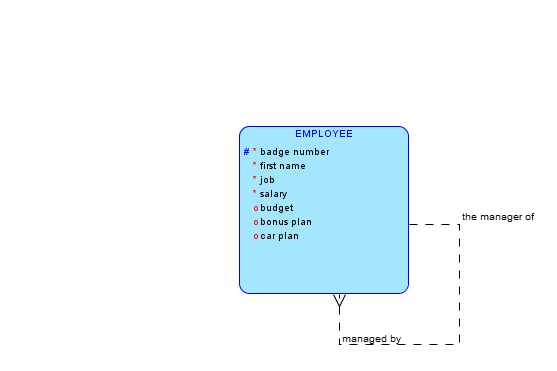 EMPLOYEE
# * badge number
* first name
* job
* salary
o budget
o bonus plan
o car plan
the manager of
managed by